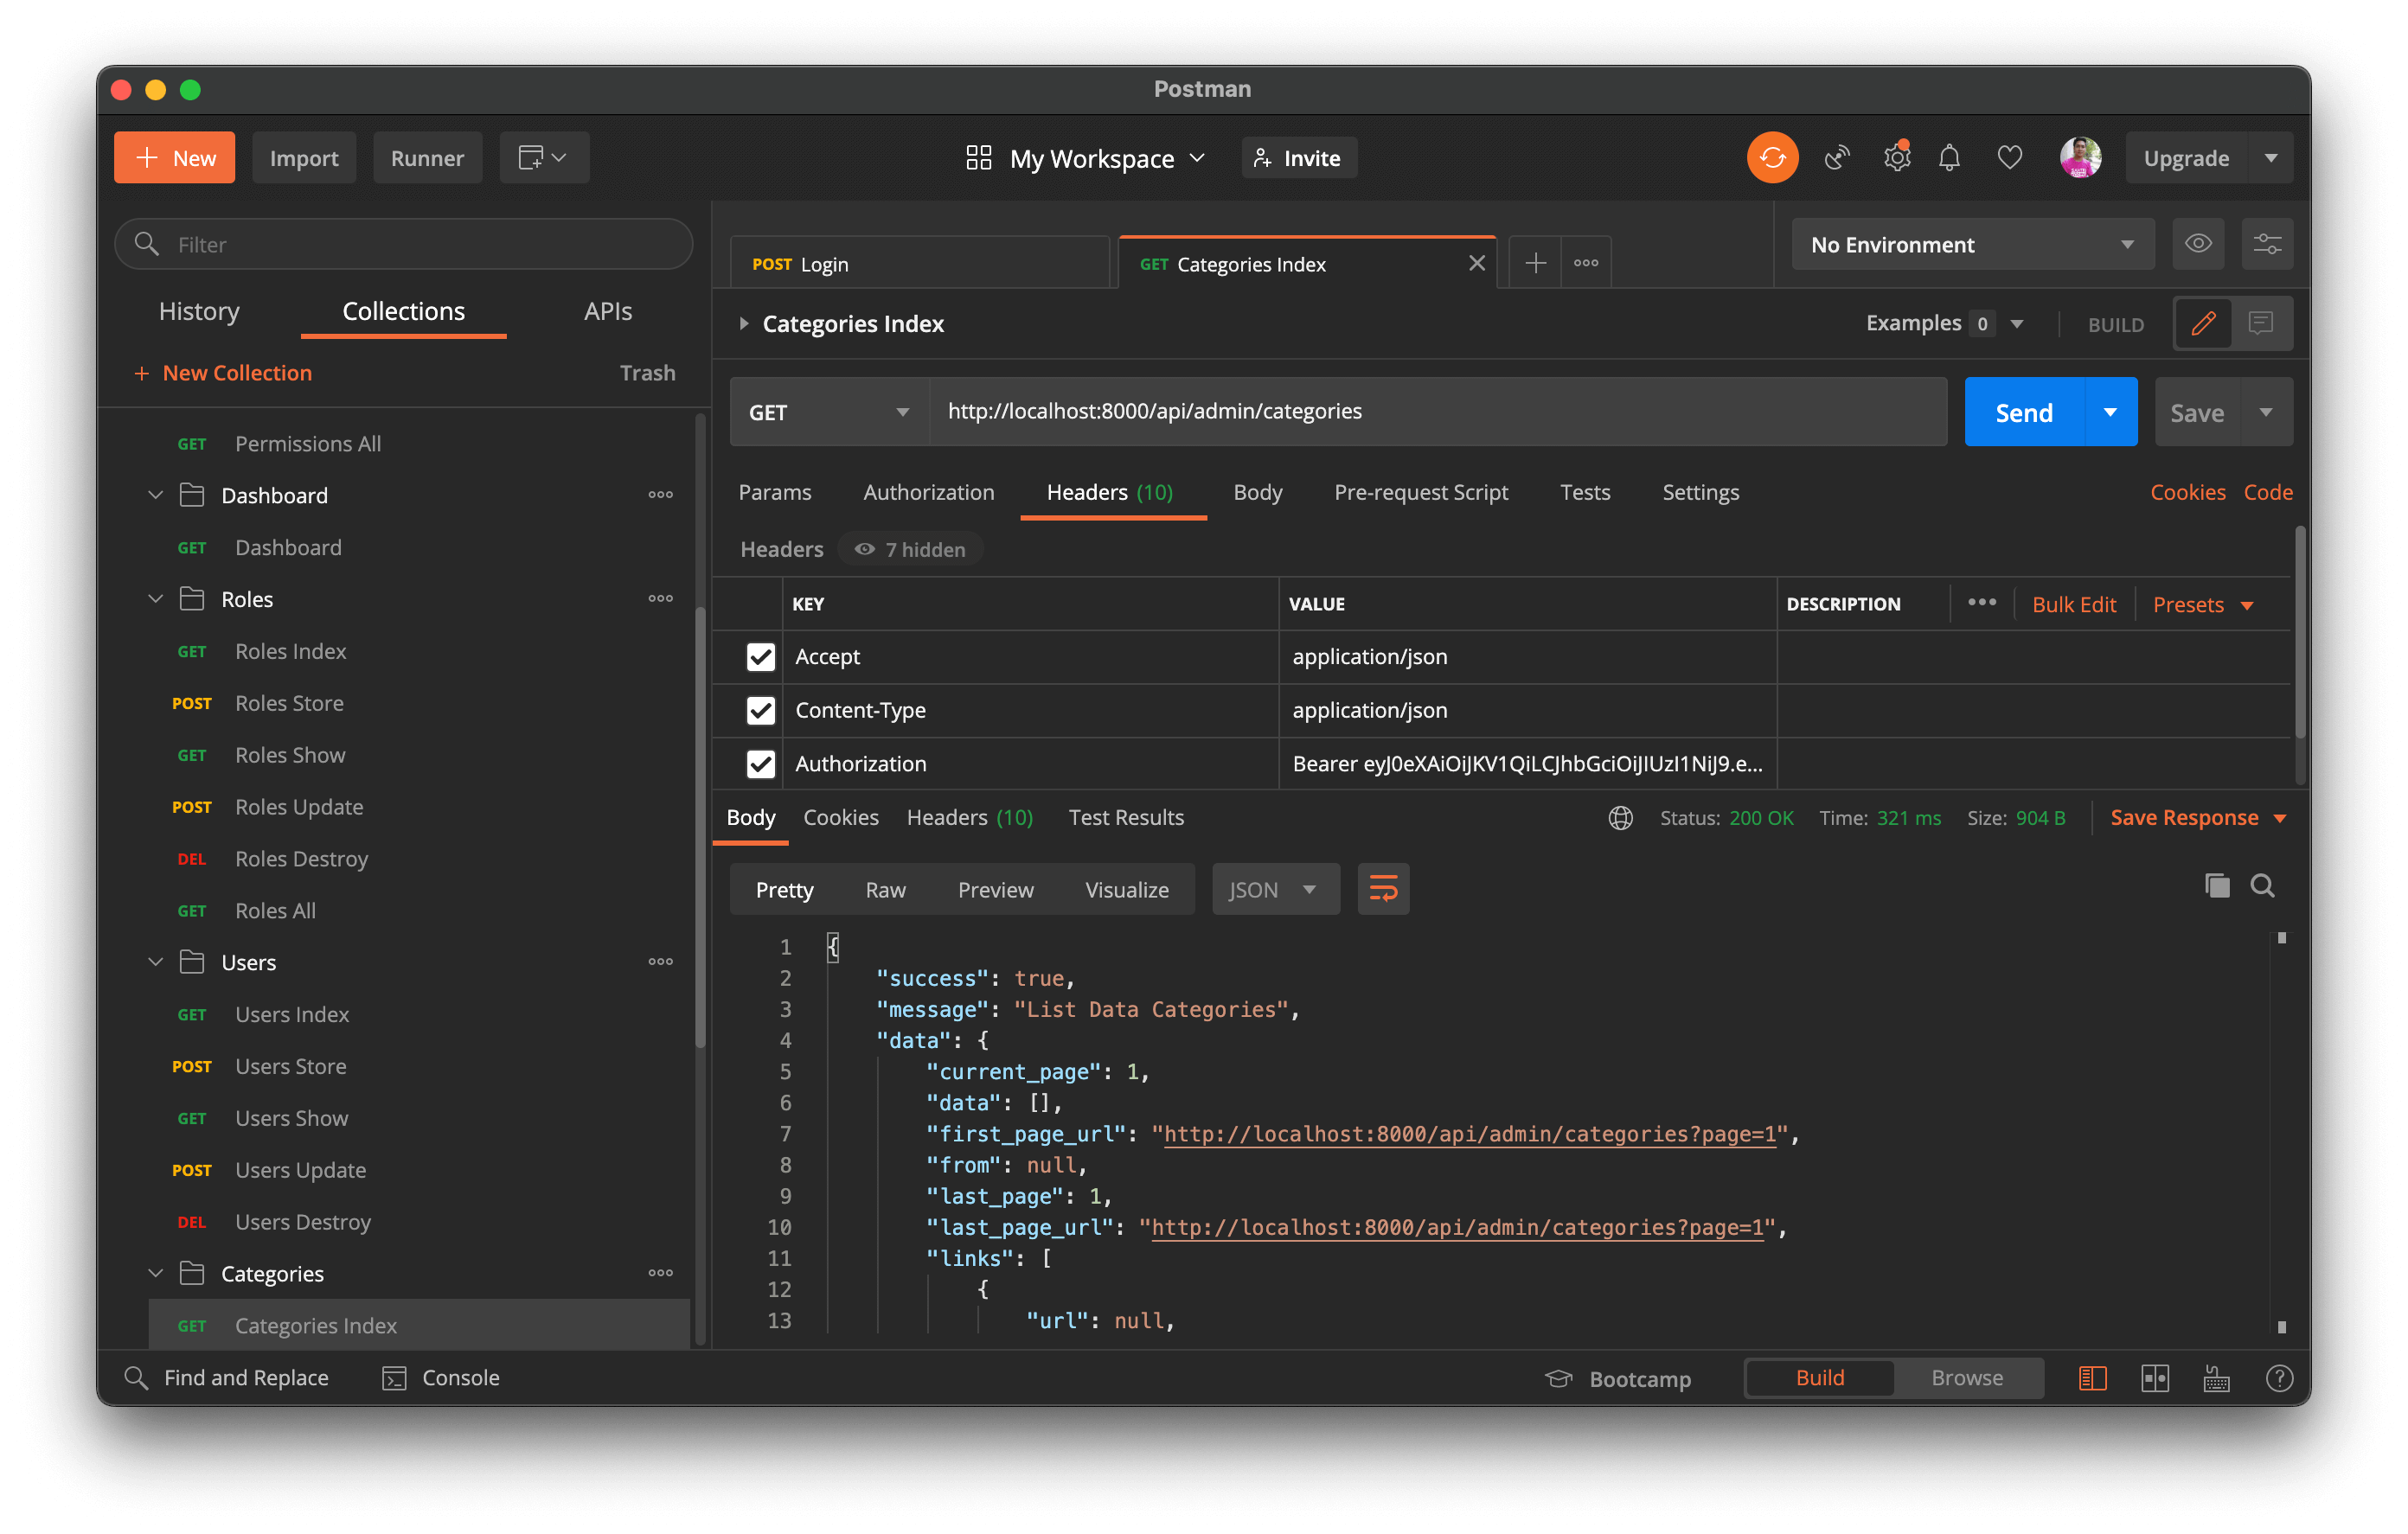 Postman
New Import Runner My Workspace Invite Upgrade
Filter
History Collections APIs
New Collection Trash
GET Permissions All
Dashboard
GET Dashboard
Roles
GET Roles Index
POST Roles Store
GET Roles Show
POST Roles Update
DEL Roles Destroy
GET Roles All
Users
GET Users Index
POST Users Store
GET Users Show
POST Users Update
DEL Users Destroy
Categories
GET Categories Index
POST Login GET Categories Index No Environment
Categories Index Examples 0 BUILD
GET http://localhost:8000/api/admin/categories Send Save
Params Authorization Headers (10) Body Pre-request Script Tests Settings Cookies Code
Headers 7 hidden
KEY VALUE DESCRIPTION Bulk Edit Presets
Accept application/json
Content-Type application/json
Authorization Bearer eyJ0eXAiOiJKV1QiLCJhbGciOiJIUzI1NiJ9.e...
Body Cookies Headers (10) Test Results Status: 200 OK Time: 321 ms Size: 904 B Save Response
Pretty Raw Preview Visualize JSON
1 {
2 "success": true,
3 "message": "List Data Categories",
4 "data": {
5 "current_page": 1,
6 "data": [],
7 "first_page_url": "http://localhost:8000/api/admin/categories?page=1",
8 "from": null,
9 "last_page": 1,
10 "last_page_url": "http://localhost:8000/api/admin/categories?page=1",
11 "links": [
12 {
13 "url": null,
Find and Replace Console Bootcamp Build Browse